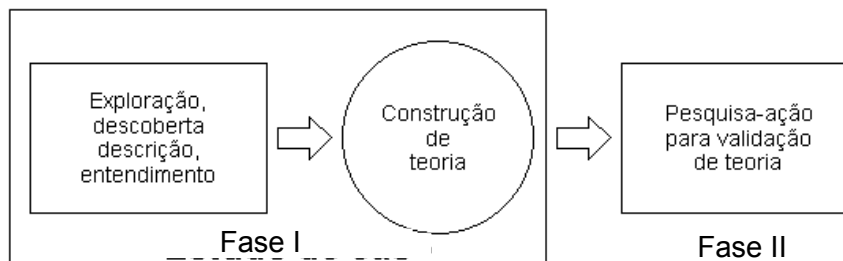 Exploração,
descoberta
descrição,
entendimento
Construção
de
teoria
Pesquisa-ação
para validação
de teoria
Fase I
Fase II